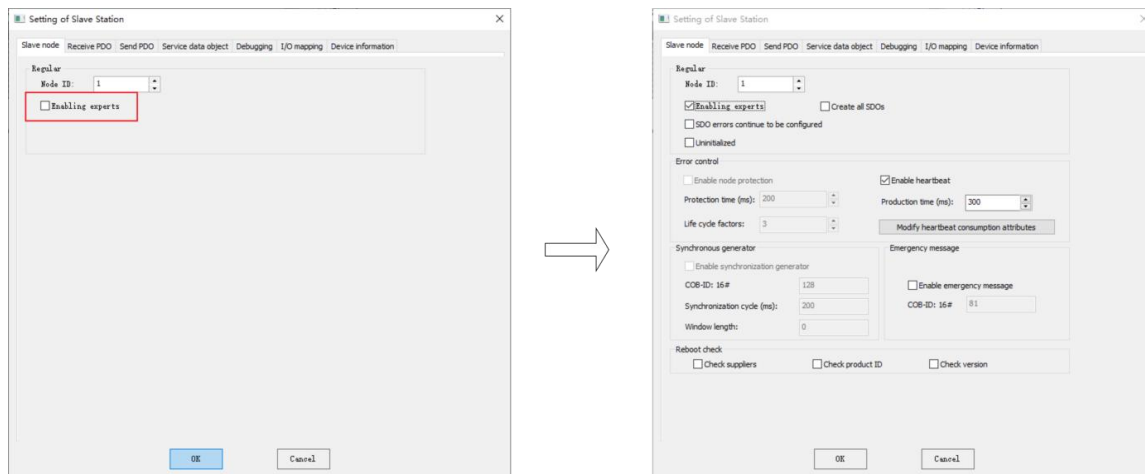 Setting of Slave Station
Slave node Receive PDO Send PDO Service data object Debugging I/O mapping Device information
Regular
Node ID: 1
Enabling experts
OK Cancel
Setting of Slave Station
Slave node Receive PDO Send PDO Service data object Debugging I/O mapping Device information
Regular
Node ID: 1
Enabling experts Create all SDOs
SDO errors continue to be configured
Uninitialized
Error control
Enable node protection Enable heartbeat
Protection time (ms): 200 Production time (ms): 300
Life cycle factors: 3 Modify heartbeat consumption attributes
Synchronous generator Emergency message
Enable synchronization generator
COB-ID: 16# 128 Enable emergency message
Synchronization cycle (ms): 200 COB-ID: 16# 81
Window length: 0
Reboot check
Check suppliers Check product ID Check version
OK Cancel